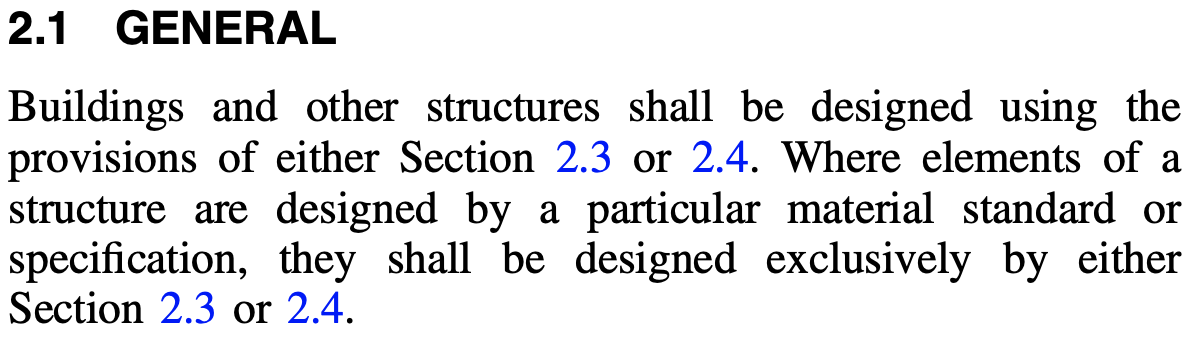 2.1 GENERAL
Buildings and other structures shall be designed using the
provisions of either Section 2.3 or 2.4. Where elements of a
structure are designed by a particular material standard or
specification, they shall be designed exclusively by either
Section 2.3 or 2.4.